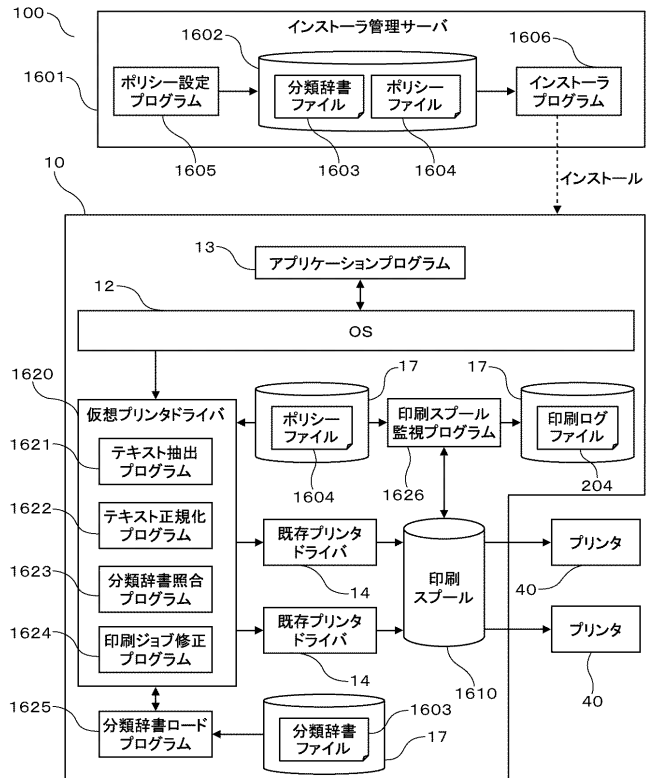 100
インストーラ管理サーバ
1601
1602
1606
ポリシー設定
プログラム
分類辞書
ファイル
ポリシー
ファイル
インストーラ
プログラム
1605
1603
1604
インストール
10
13
アプリケーションプログラム
12
OS
1620
仮想プリンタドライバ
17
17
ポリシー
ファイル
印刷スプール
監視プログラム
印刷ログ
ファイル
1621
テキスト抽出
プログラム
1604
1626
204
1622
テキスト正規化
プログラム
既存プリンタ
ドライバ
プリンタ
14
40
1623
分類辞書照合
プログラム
印刷
スプール
1624
印刷ジョブ修正
プログラム
既存プリンタ
ドライバ
プリンタ
14
1610
40
1625
分類辞書ロード
プログラム
1603
分類辞書
ファイル
17